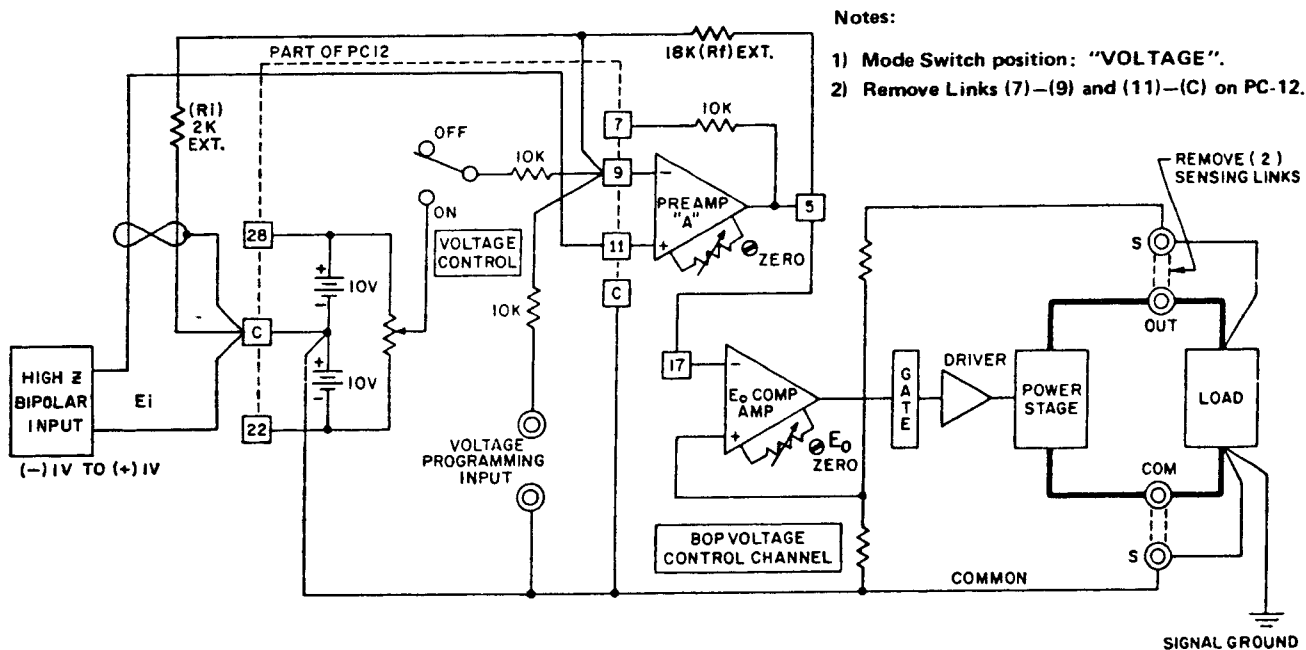 Notes:
1) Mode Switch position: "VOLTAGE".
2) Remove Links (7)–(9) and (11)–(C) on PC-12.
PART OF PC12
18K(Rf) EXT.
(Ri)
2K
EXT.
OFF
10K
ON
VOLTAGE
CONTROL
7
10K
9
−
PREAMP
"A"
5
11
+
ZERO
C
REMOVE (2)
SENSING LINKS
S
OUT
28
+
10V
-
C
+
10V
-
22
10K
HIGH Z
BIPOLAR
INPUT
Ei
(-) 1V TO (+) 1V
VOLTAGE
PROGRAMMING
INPUT
17
−
Eo COMP
AMP
+
E0
ZERO
GATE
DRIVER
POWER
STAGE
LOAD
COM
S
BOP VOLTAGE
CONTROL CHANNEL
COMMON
SIGNAL GROUND